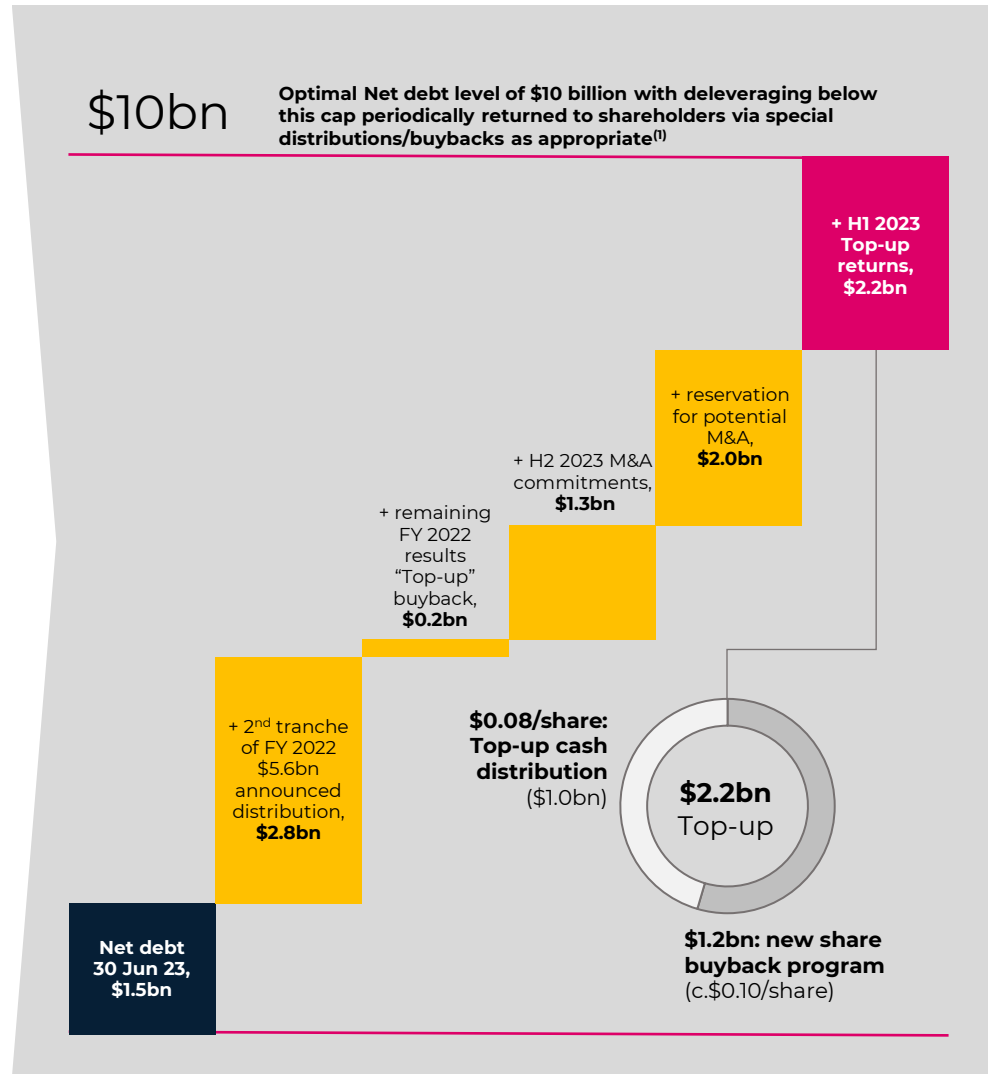 $10bn
Optimal Net debt level of $10 billion with deleveraging below
this cap periodically returned to shareholders via special
distributions/buybacks as appropriate(1)
+ H1 2023
Top-up
returns,
$2.2bn
+ reservation
for potential
M&A,
$2.0bn
+ H2 2023 M&A
commitments,
$1.3bn
+ remaining
FY 2022
results
“Top-up”
buyback,
$0.2bn
+ 2nd tranche
of FY 2022
$5.6bn
announced
distribution,
$2.8bn
Net debt
30 Jun 23,
$1.5bn
$0.08/share:
Top-up cash
distribution
($1.0bn)
$2.2bn
Top-up
$1.2bn: new share
buyback program
(c.$0.10/share)